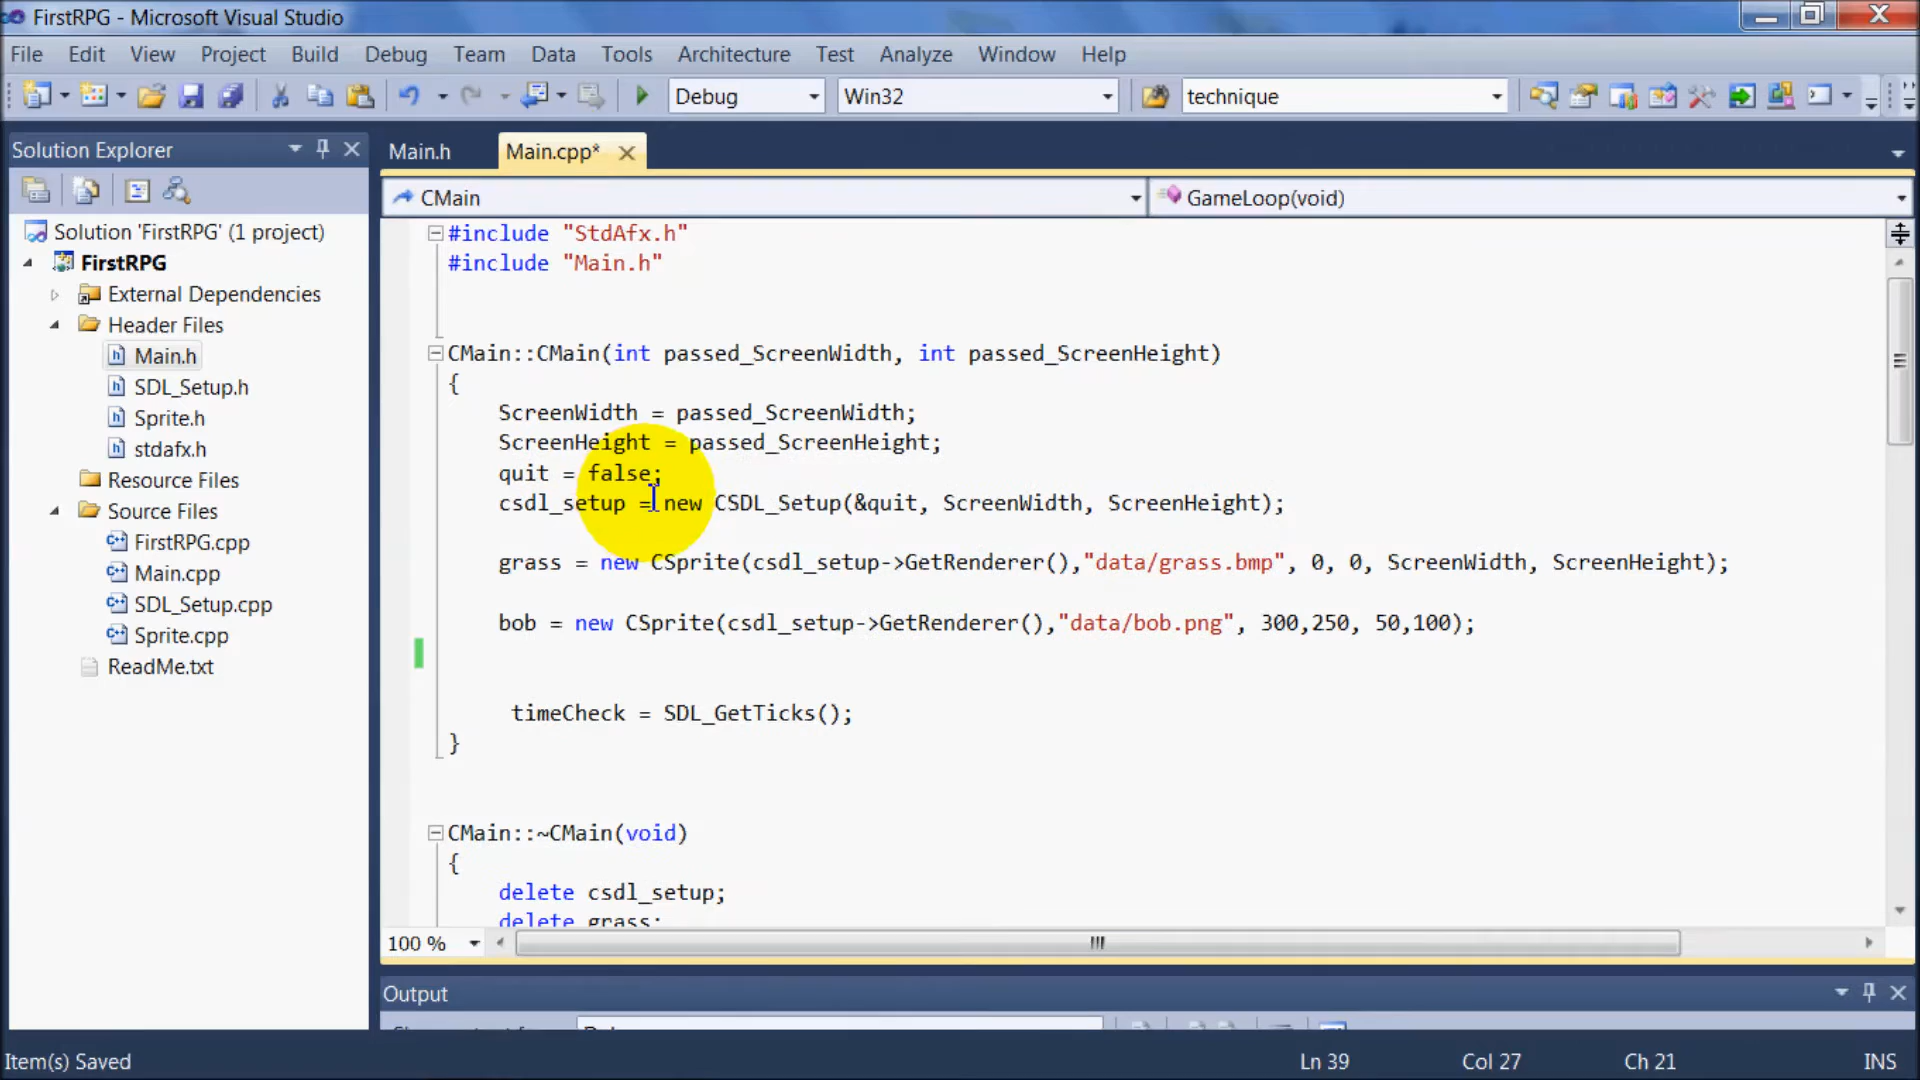 FirstRPG - Microsoft Visual Studio
File Edit View Project Build Debug Team Data Tools Architecture Test Analyze Window Help
Debug Win32 technique
Solution Explorer
Main.h Main.cpp*
CMain GameLoop(void)
Solution 'FirstRPG' (1 project)
FirstRPG
External Dependencies
Header Files
Main.h
SDL_Setup.h
Sprite.h
stdafx.h
Resource Files
Source Files
FirstRPG.cpp
Main.cpp
SDL_Setup.cpp
Sprite.cpp
ReadMe.txt
#include "StdAfx.h"
#include "Main.h"
CMain::CMain(int passed_ScreenWidth, int passed_ScreenHeight)
{
ScreenWidth = passed_ScreenWidth;
ScreenHeight = passed_ScreenHeight;
quit = false;
csdl_setup = new CSDL_Setup(&quit, ScreenWidth, ScreenHeight);
grass = new CSprite(csdl_setup->GetRenderer(),"data/grass.bmp", 0, 0, ScreenWidth, ScreenHeight);
bob = new CSprite(csdl_setup->GetRenderer(),"data/bob.png", 300,250, 50,100);
timeCheck = SDL_GetTicks();
}
CMain::~CMain(void)
{
delete csdl_setup;
delete grass;
100 %
Output
Item(s) Saved Ln 39 Col 27 Ch 21 INS